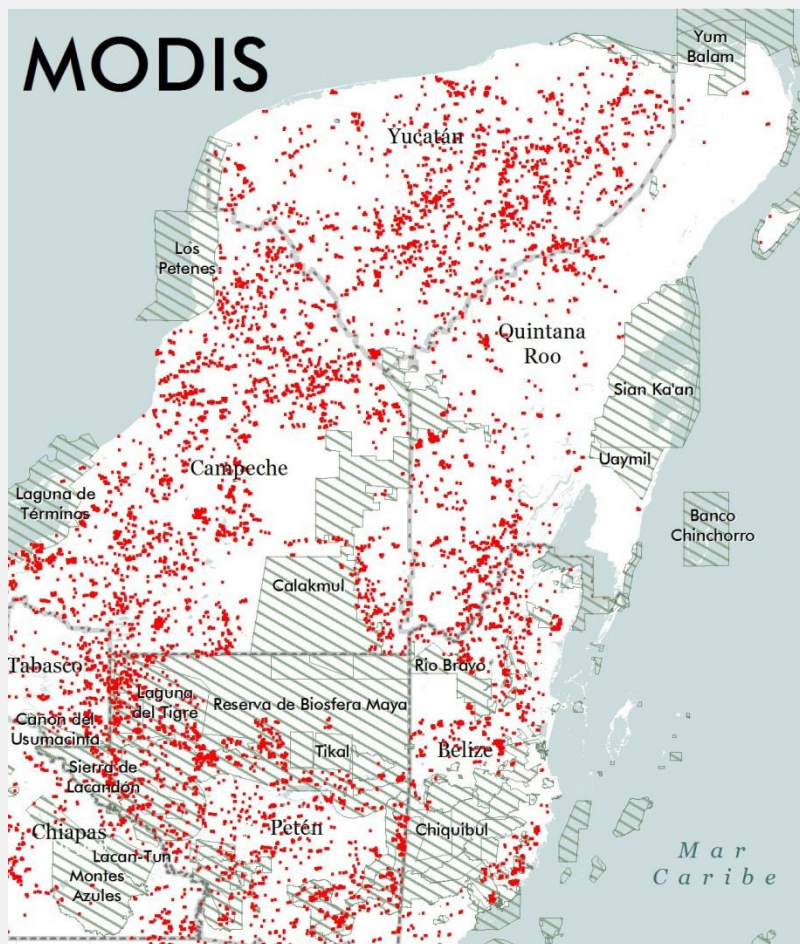 MODIS
Yum
Balam
Yucatán
Los
Petenes
Quintana
Roo
Sian Ka'an
Campeche
Uaymil
Laguna de
Términos
Banco
Chinchorro
Calakmul
Tabasco
Rio Bravo
Laguna
del Tigre
Reserva de Biosfera Maya
Cañon del
Usumacinta
Tikal
Belize
Sierra de
Lacandón
Chiapas
Petén
Chiquibul
Lacan-Tun
Montes
Azules
Mar
Caribe